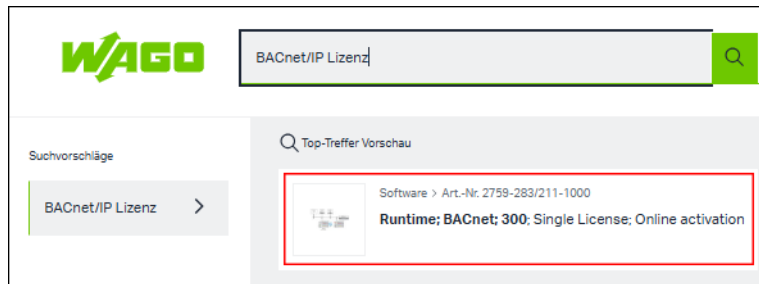 WAGO
BACnet/IP Lizenz
Suchvorschläge
BACnet/IP Lizenz
Top-Treffer Vorschau
Software > Art.-Nr. 2759-283/211-1000
Runtime; BACnet; 300; Single License; Online activation